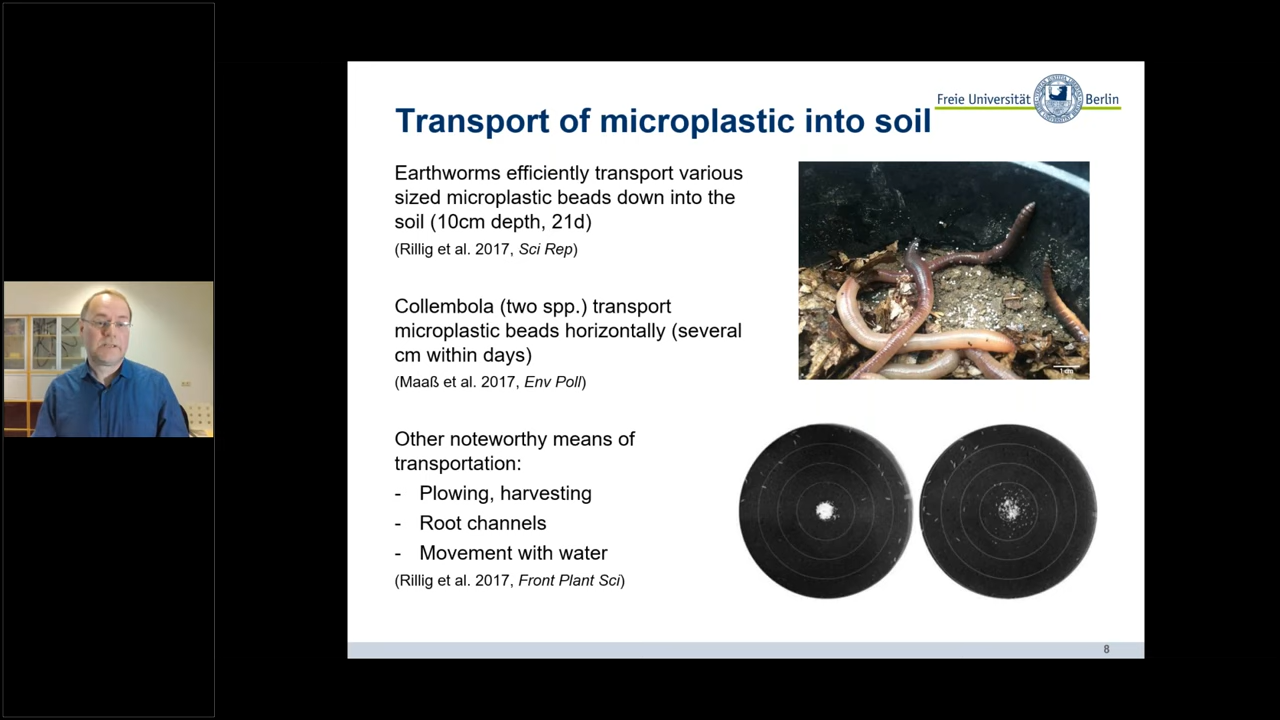 Freie Universität Berlin
Transport of microplastic into soil
Earthworms efficiently transport various
sized microplastic beads down into the
soil (10cm depth, 21d)
(Rillig et al. 2017, Sci Rep)
Collembola (two spp.) transport
microplastic beads horizontally (several
cm within days)
(Maaß et al. 2017, Env Poll)
Other noteworthy means of
transportation:
- Plowing, harvesting
- Root channels
- Movement with water
(Rillig et al. 2017, Front Plant Sci)
1 cm
8